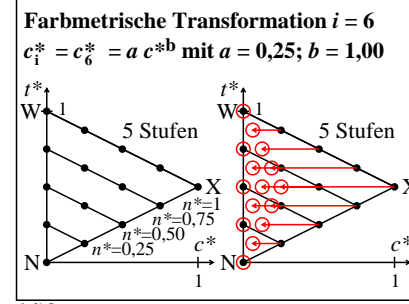 Farbmetrische Transformation i = 6
c*i = c*6 = a c*b mit a = 0,25; b = 1,00
t* t*
W 1 W 1
5 Stufen 5 Stufen
X X
n*=1
n*=0,75
n*=0,50
n*=0,25
c* c*
N N
1 1